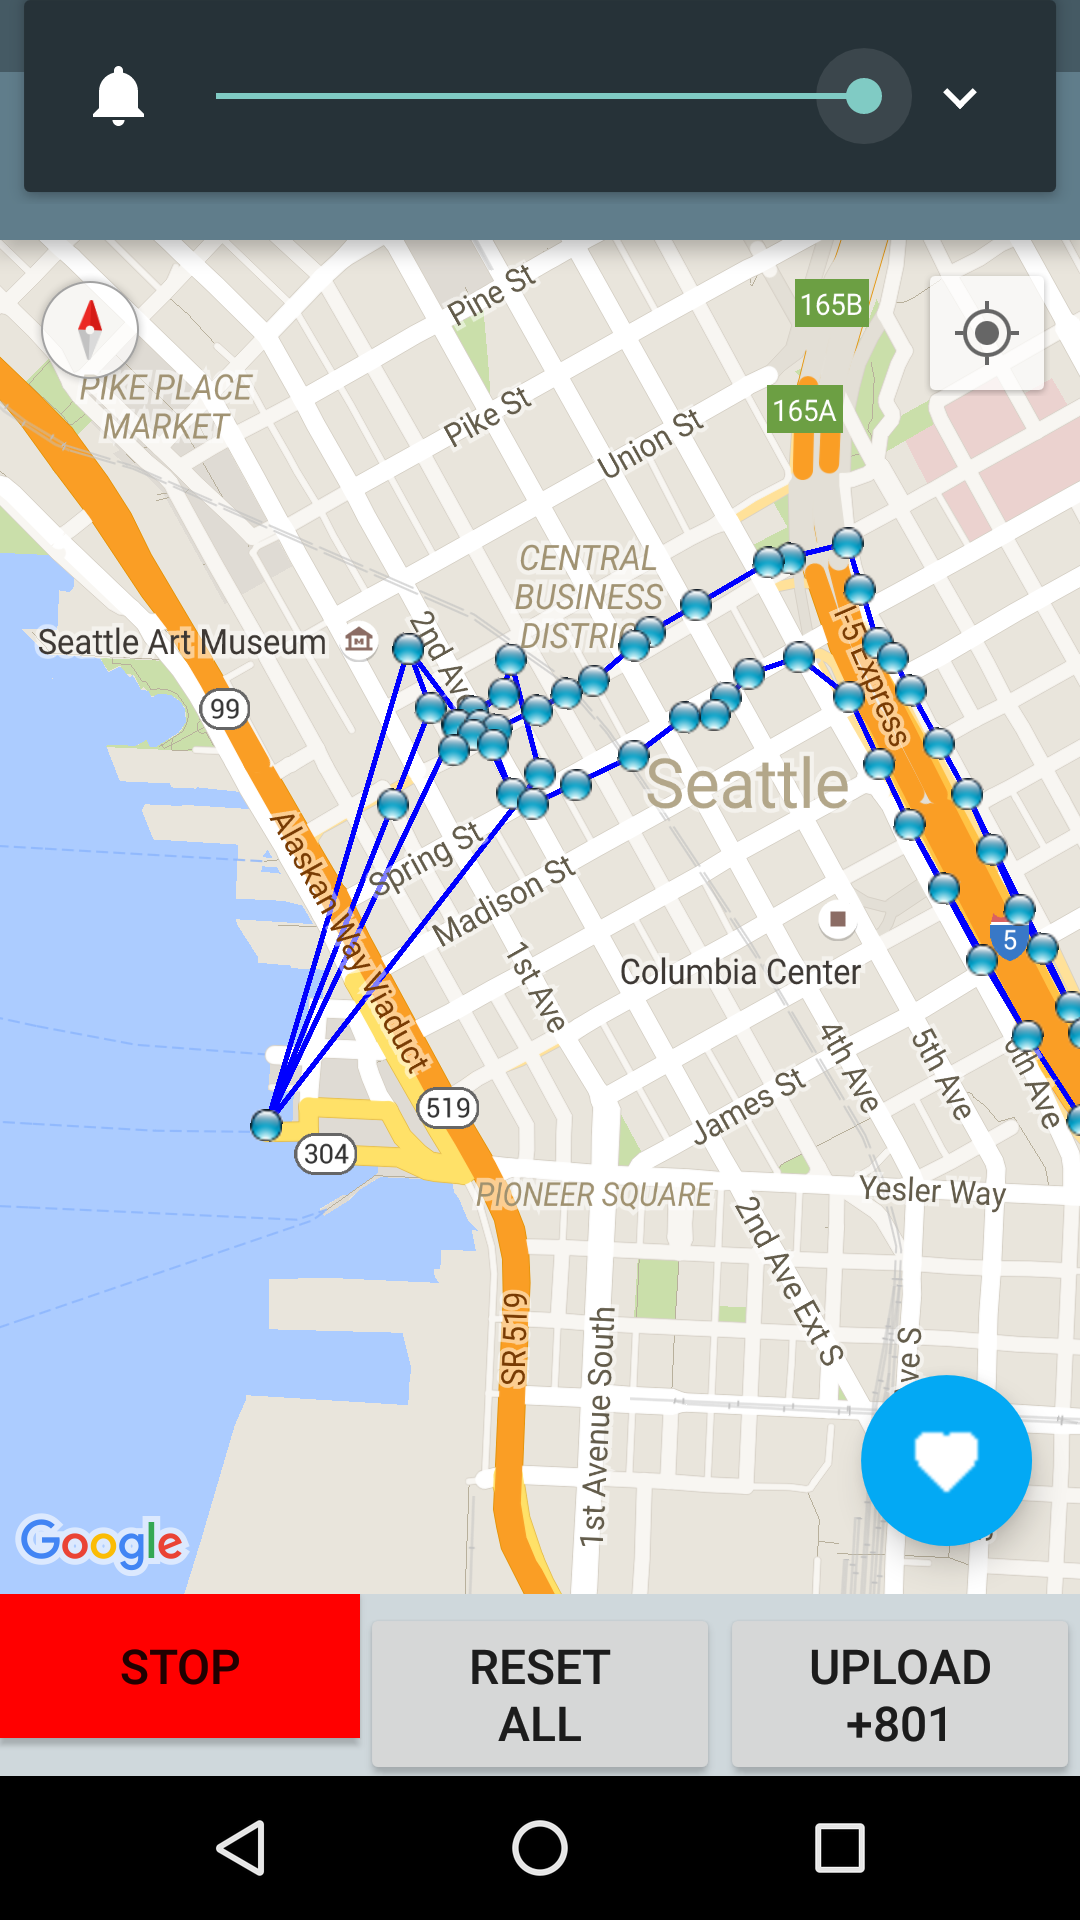 165B
Pine St
PIKE PLACE
MARKET
165A
Pike St
Union St
CENTRAL
BUSINESS
DISTRIC
2nd Av
Seattle Art Museum
I-5 Express
99
Seattle
Alaskan Way Viaduct
Spring St
Madison St
5
1st Ave
Columbia Center
4th Ave
5th Ave
6th Ave
519
James St
304
PIONEER SQUARE
Yesler Way
2nd Ave Ext S
SR 519
1st Avenue South
ve S
Google
STOP
RESET
ALL
UPLOAD
+801